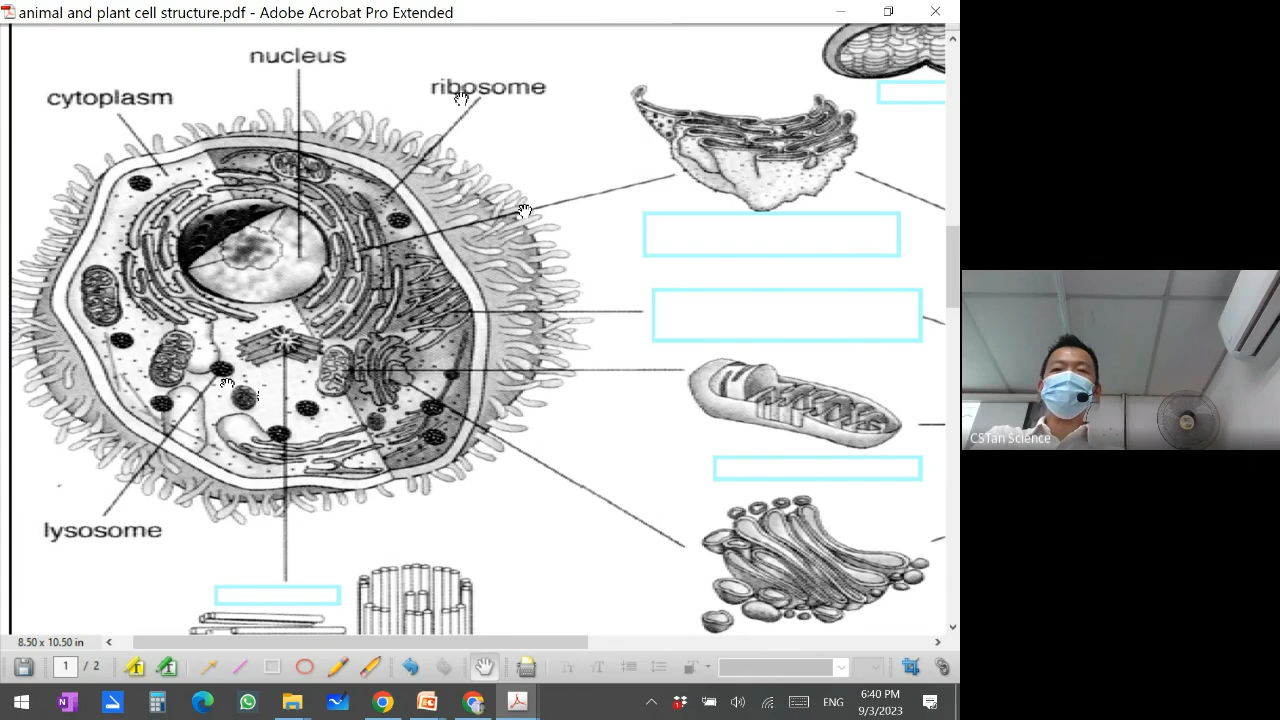 animal and plant cell structure.pdf - Adobe Acrobat Pro Extended
nucleus
ribosome
cytoplasm
lysosome
CSTan Science
8.50 x 10.50 in
1 / 2
ENG
6:40 PM
9/3/2023